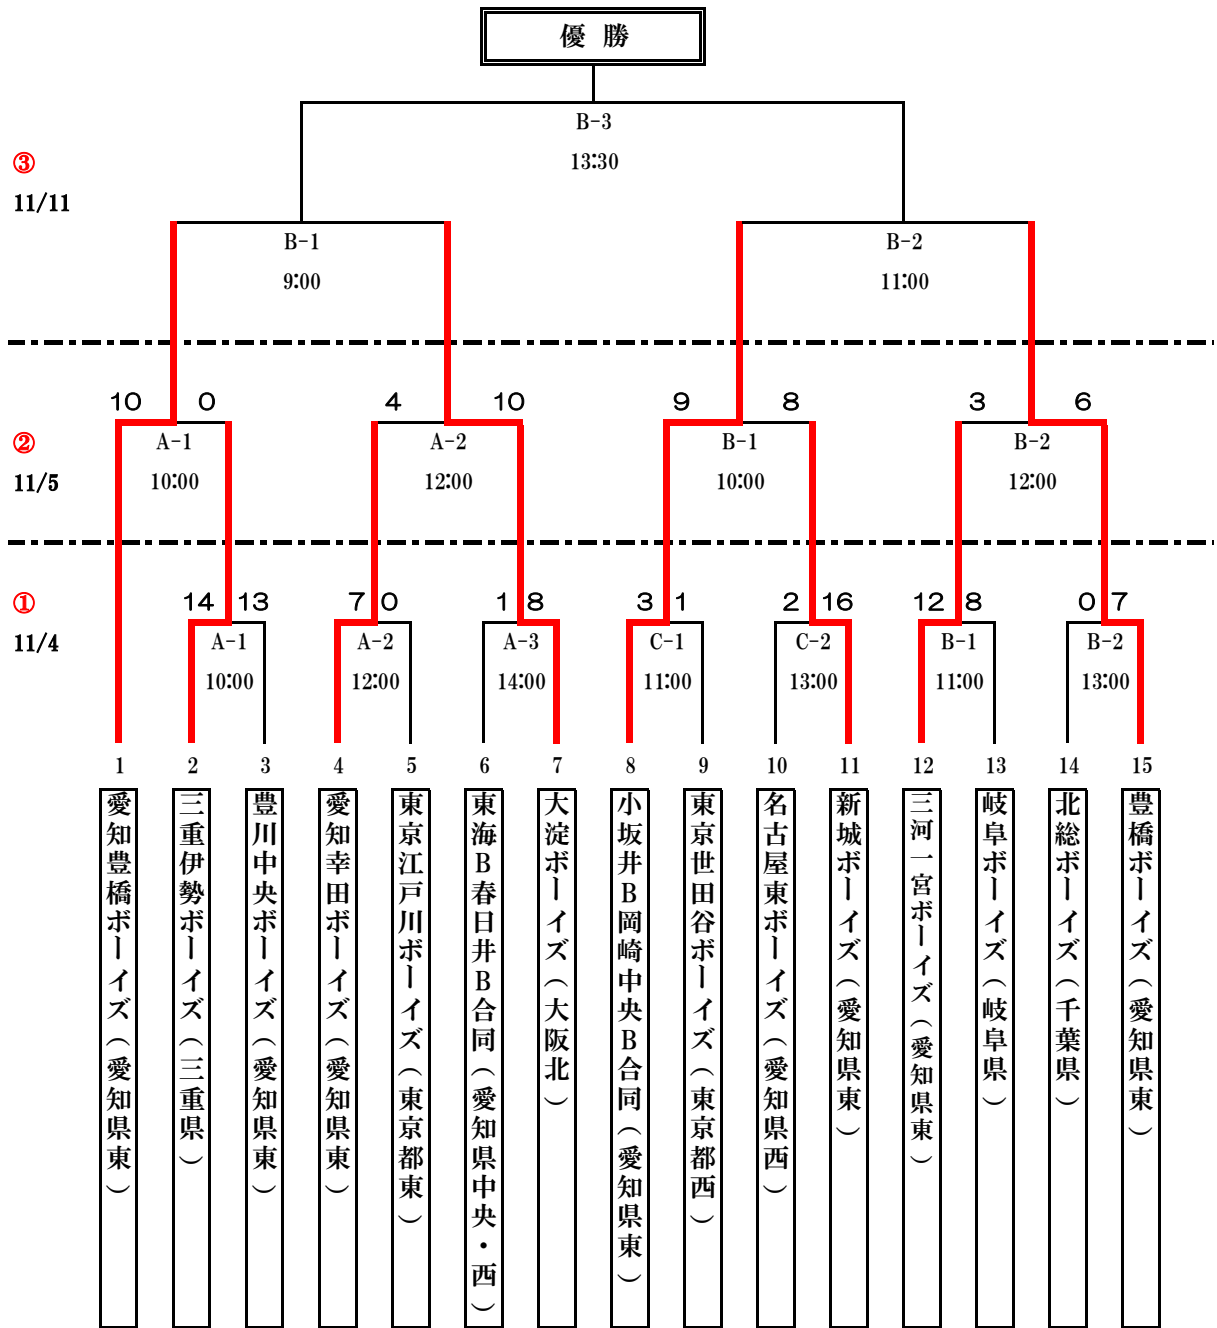 優 勝
B-3
13:30
③
11/11
B-1
B-2
9:00
11:00
10 0 4 10 9 8 3 6
②
A-1 A-2 B-1 B-2
11/5
10:00 12:00 10:00 12:00
①
14 13 7 0 1 8 3 1 2 16 12 8 0 7
11/4
A-1 A-2 A-3 C-1 C-2 B-1 B-2
10:00 12:00 14:00 11:00 13:00 11:00 13:00
1 2 3 4 5 6 7 8 9 10 11 12 13 14 15
愛知豊橋ボーイズ(愛知県東)
三重伊勢ボーイズ(三重県)
豊川中央ボーイズ(愛知県東)
愛知幸田ボーイズ(愛知県東)
東京江戸川ボーイズ(東京都東)
東海B春日井B合同(愛知県中央・西)
大淀ボーイズ(大阪北)
小坂井B岡崎中央B合同(愛知県東)
東京世田谷ボーイズ(東京都西)
名古屋東ボーイズ(愛知県西)
新城ボーイズ(愛知県東)
三河一宮ボーイズ(愛知県東)
岐阜ボーイズ(岐阜県)
北総ボーイズ(千葉県)
豊橋ボーイズ(愛知県東)